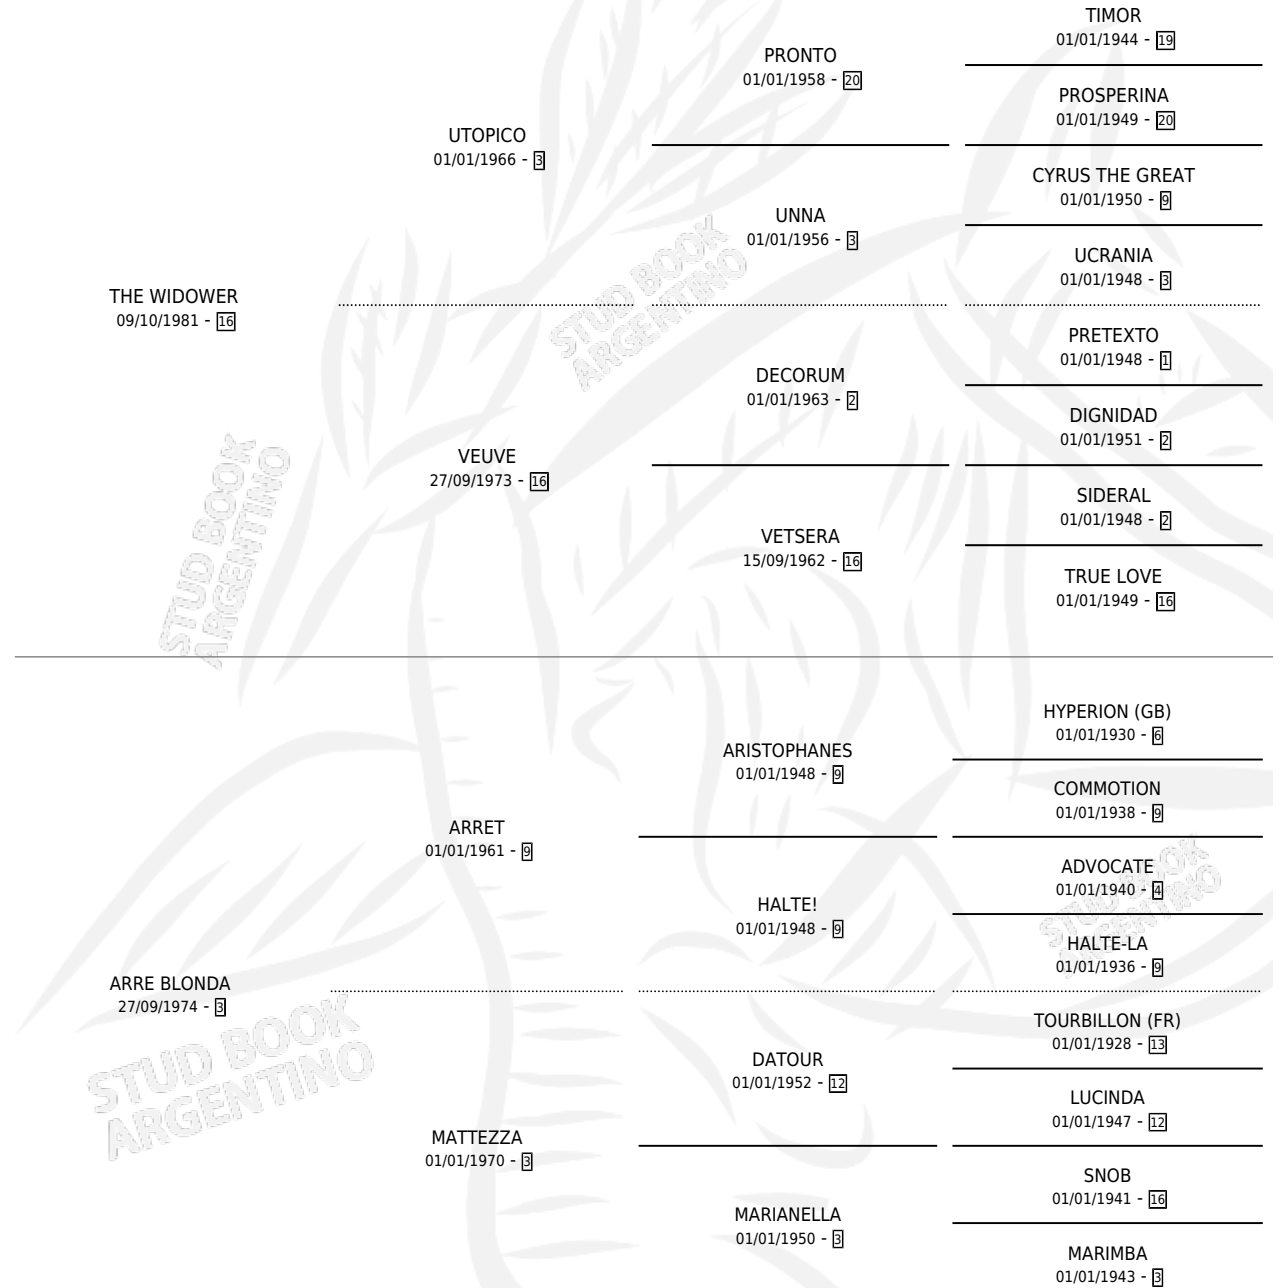 TIMOR
01/01/1944 - 19
PRONTO
01/01/1958 - 20
PROSPERINA
01/01/1949 - 20
UTOPICO
01/01/1966 - 3
CYRUS THE GREAT
01/01/1950 - 9
UNNA
01/01/1956 - 3
UCRANIA
01/01/1948 - 3
THE WIDOWER
09/10/1981 - 16
PRETEXTO
01/01/1948 - 1
DECORUM
01/01/1963 - 2
DIGNIDAD
01/01/1951 - 2
VEUVE
27/09/1973 - 16
SIDERAL
01/01/1948 - 2
VETSERA
15/09/1962 - 16
TRUE LOVE
01/01/1949 - 16
STUD BOOK
ARGENTINO
STUD BOOK
ARGENTINO
HYPERION (GB)
01/01/1930 - 6
ARISTOPHANES
01/01/1948 - 9
COMMOTION
01/01/1938 - 9
ARRET
01/01/1961 - 9
ADVOCATE
01/01/1940 - 4
HALTE!
01/01/1948 - 9
HALTE-LA
01/01/1936 - 9
ARRE BLONDA
27/09/1974 - 3
TOURBILLON (FR)
01/01/1928 - 13
DATOUR
01/01/1952 - 12
LUCINDA
01/01/1947 - 12
MATTEZZA
01/01/1970 - 3
SNOB
01/01/1941 - 16
MARIANELLA
01/01/1950 - 3
MARIMBA
01/01/1943 - 3
STUD BOOK
ARGENTINO
STUD BOOK
ARGENTINO